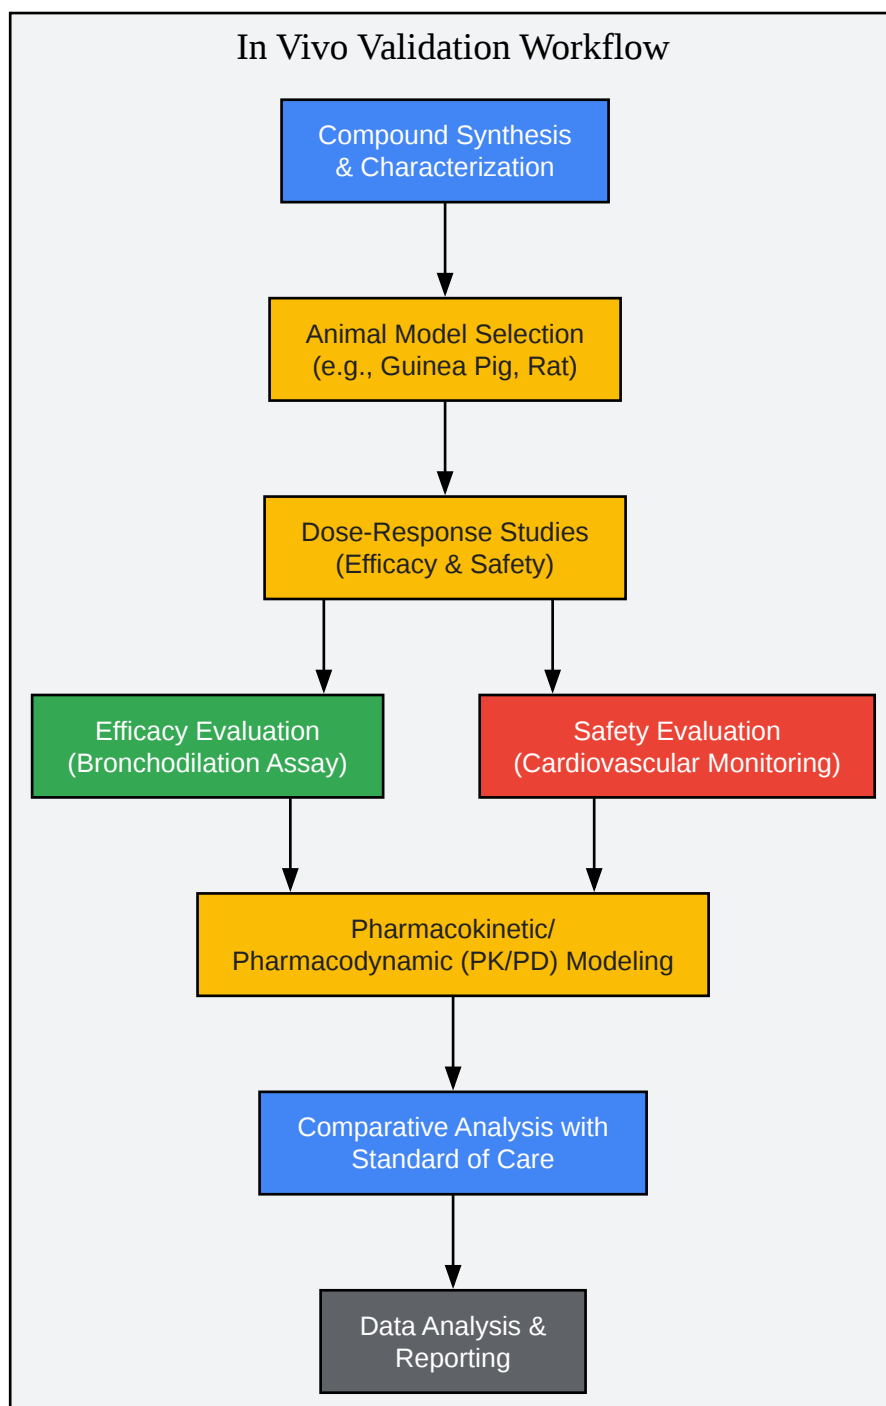 In Vivo Validation Workflow
Compound Synthesis
& Characterization
Animal Model Selection
(e.g., Guinea Pig, Rat)
Dose-Response Studies
(Efficacy & Safety)
Efficacy Evaluation
(Bronchodilation Assay)
Safety Evaluation
(Cardiovascular Monitoring)
Pharmacokinetic/
Pharmacodynamic (PK/PD) Modeling
Comparative Analysis with
Standard of Care
Data Analysis &
Reporting